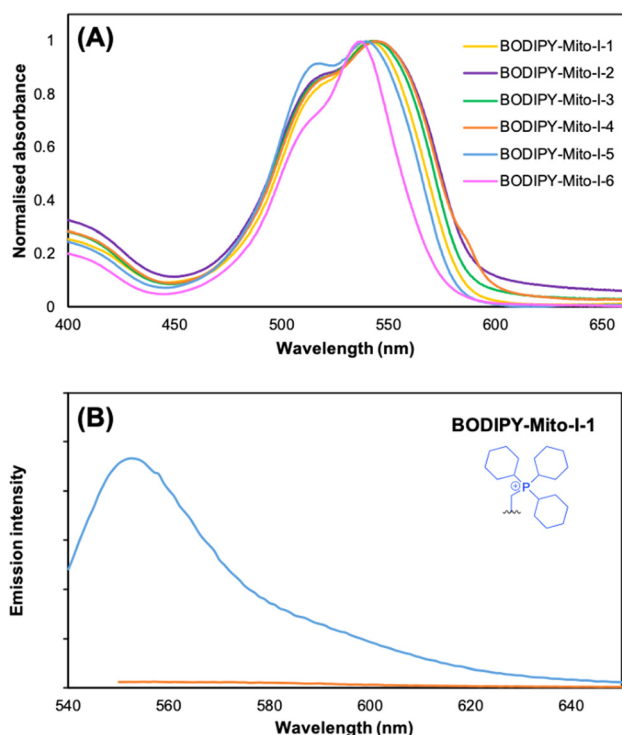 (A)
Normalised absorbance
1
0.8
0.6
0.4
0.2
0
400
450
500
550
600
650
Wavelength (nm)
BODIPY-Mito-I-1
BODIPY-Mito-I-2
BODIPY-Mito-I-3
BODIPY-Mito-I-4
BODIPY-Mito-I-5
BODIPY-Mito-I-6
(B)
BODIPY-Mito-I-1
⊕P
Emission intensity
540
560
580
600
620
640
Wavelength (nm)